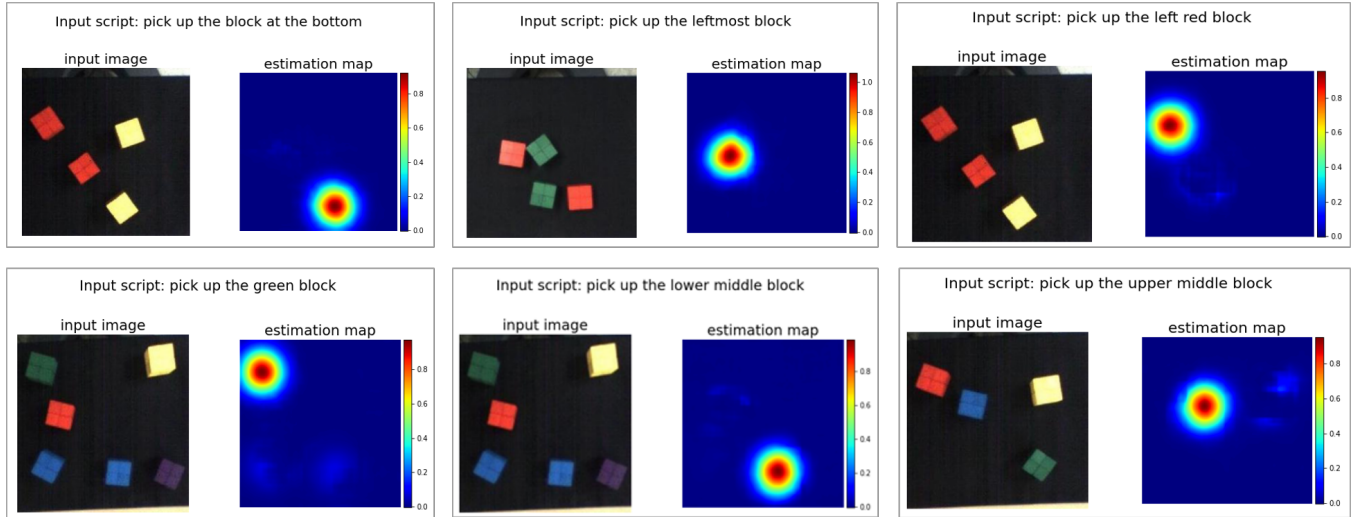 Input script: pick up the block at the bottom
input image
estimation map
0.8
0.6
0.4
0.2
0.0
Input script: pick up the leftmost block
input image
estimation map
1.0
0.8
0.6
0.4
0.2
0.0
Input script: pick up the left red block
input image
estimation map
0.8
0.6
0.4
0.2
0.0
Input script: pick up the green block
input image
estimation map
0.8
0.6
0.4
0.2
0.0
Input script: pick up the lower middle block
input image
estimation map
0.8
0.6
0.4
0.2
0.0
Input script: pick up the upper middle block
input image
estimation map
0.8
0.6
0.4
0.2
0.0